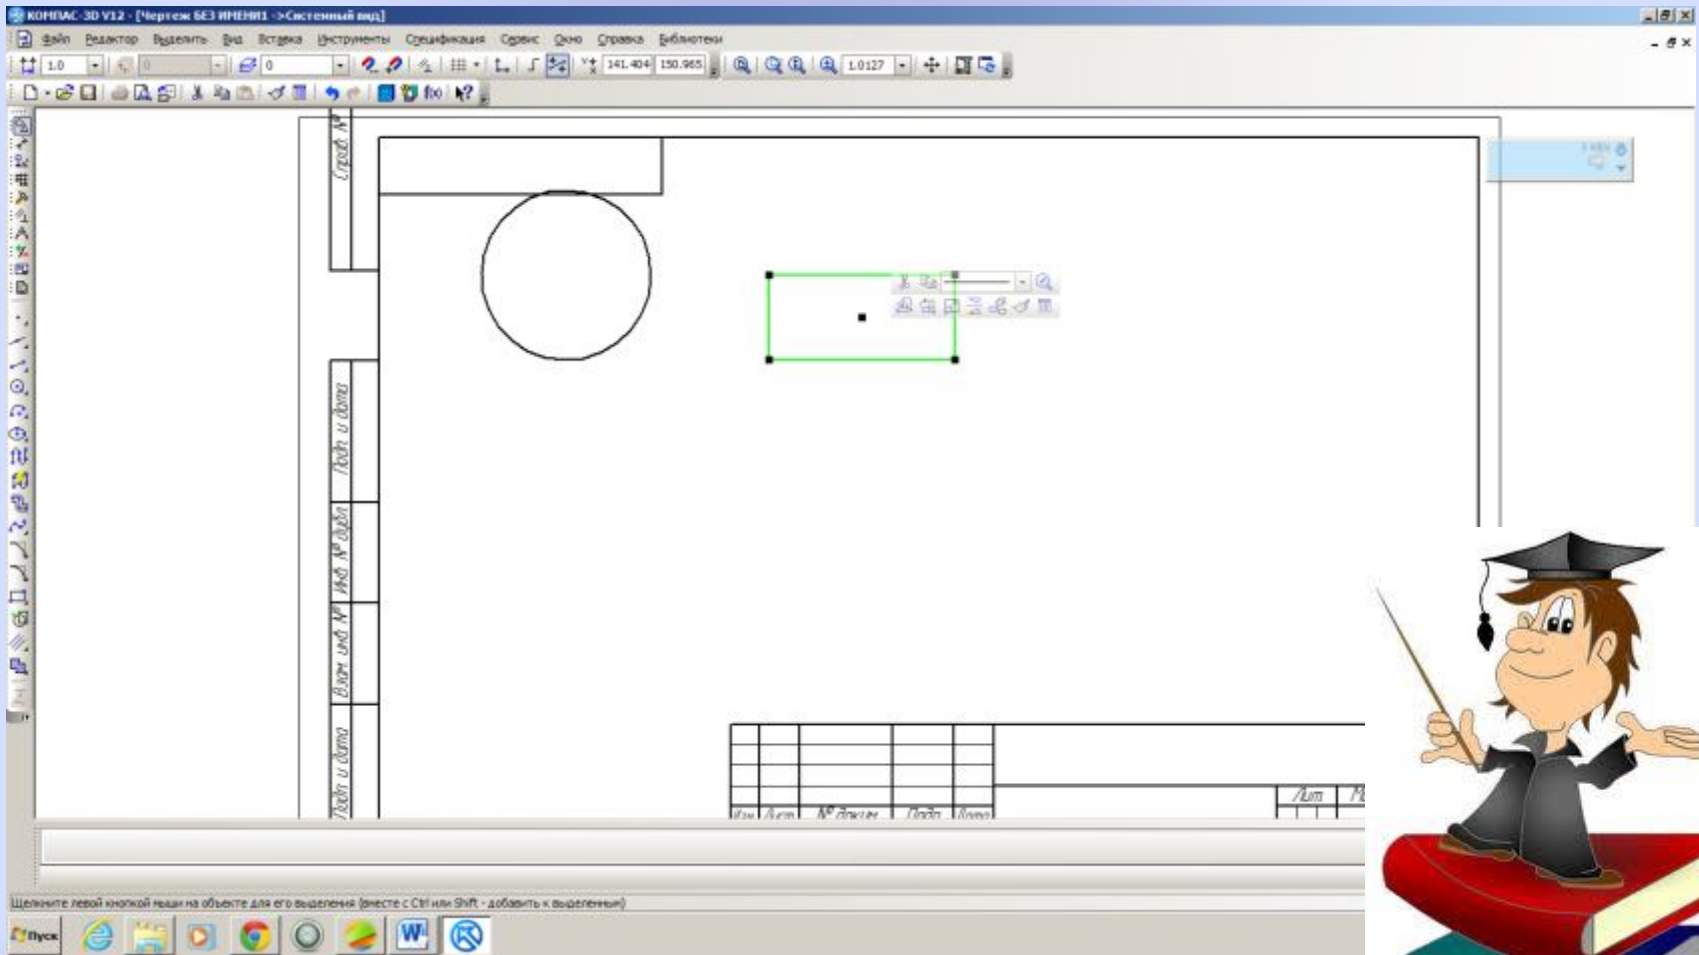 КОМПАС-3D V12 - [Чертеж БЕЗ ИМЕНИ1 ->Системный вид]
Файл Редактор Выделить Вид Вставка Инструменты Спецификация Сервис Окно Справка Библиотеки
1.0 0 0 141.404 150.965 1.0127
f(x)
Справ. №
Подп. и дата
Инв. № дубл.
Взам. инв. №
Подп. и дата
Лит
Изм Лист № докум. Подп. Дата
Щелкните левой кнопкой мыши на объекте для его выделения (вместе с Ctrl или Shift - добавить к выделенным)
Пуск